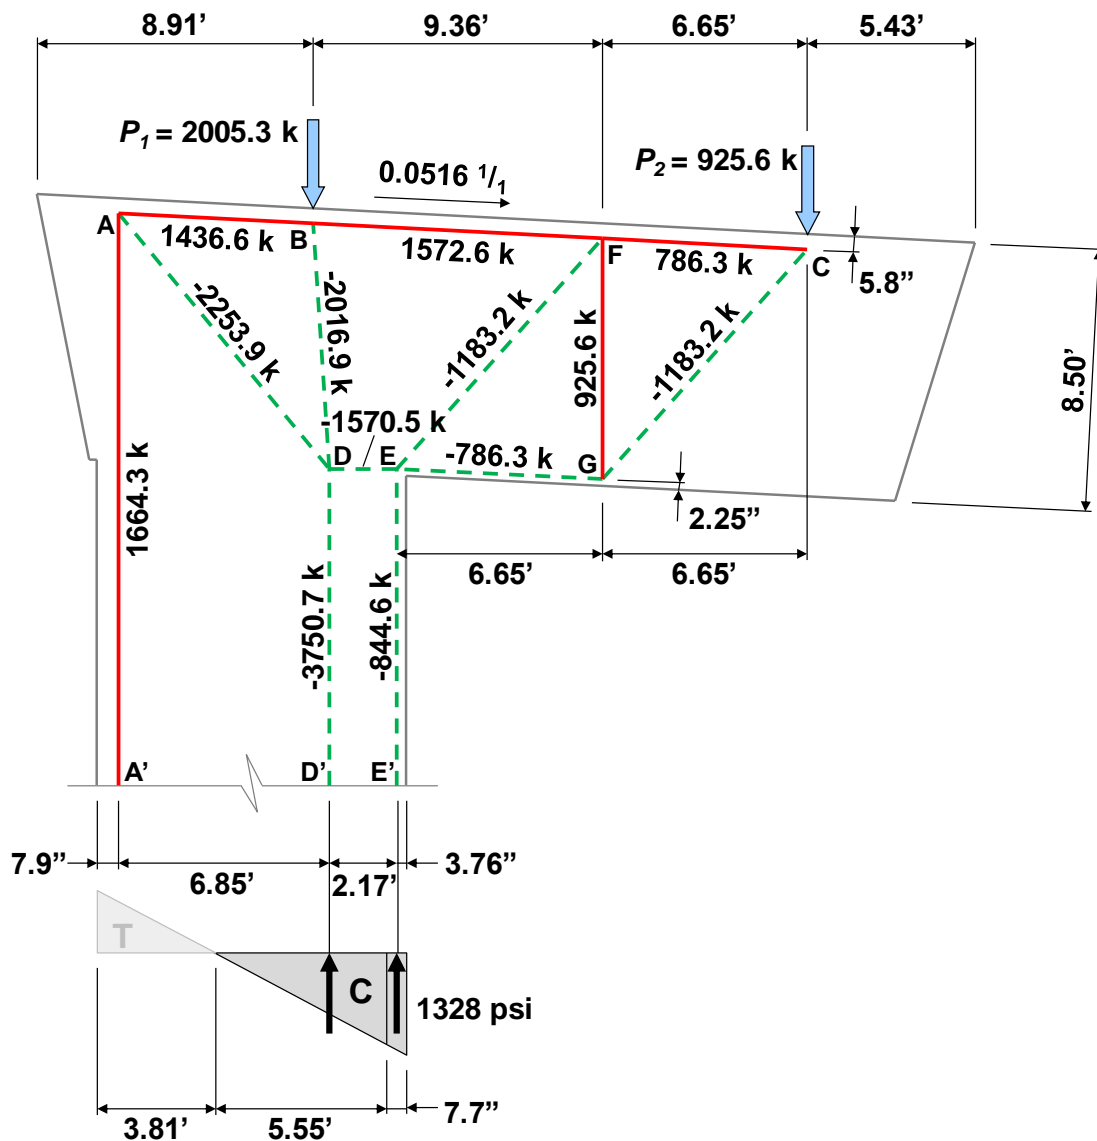 8.91’
9.36’
6.65’
5.43’
P1 = 2005.3 k
P2 = 925.6 k
0.0516 1/1
A
B
F
C
1436.6 k
1572.6 k
786.3 k
5.8”
-2253.9 k
-2016.9 k
-1183.2 k
925.6 k
-1183.2 k
8.50’
-1570.5 k
D
E
-786.3 k
G
2.25”
1664.3 k
-3750.7 k
-844.6 k
6.65’
6.65’
A’
D’
E’
7.9”
6.85’
2.17’
3.76”
T
C
1328 psi
3.81’
5.55’
7.7”